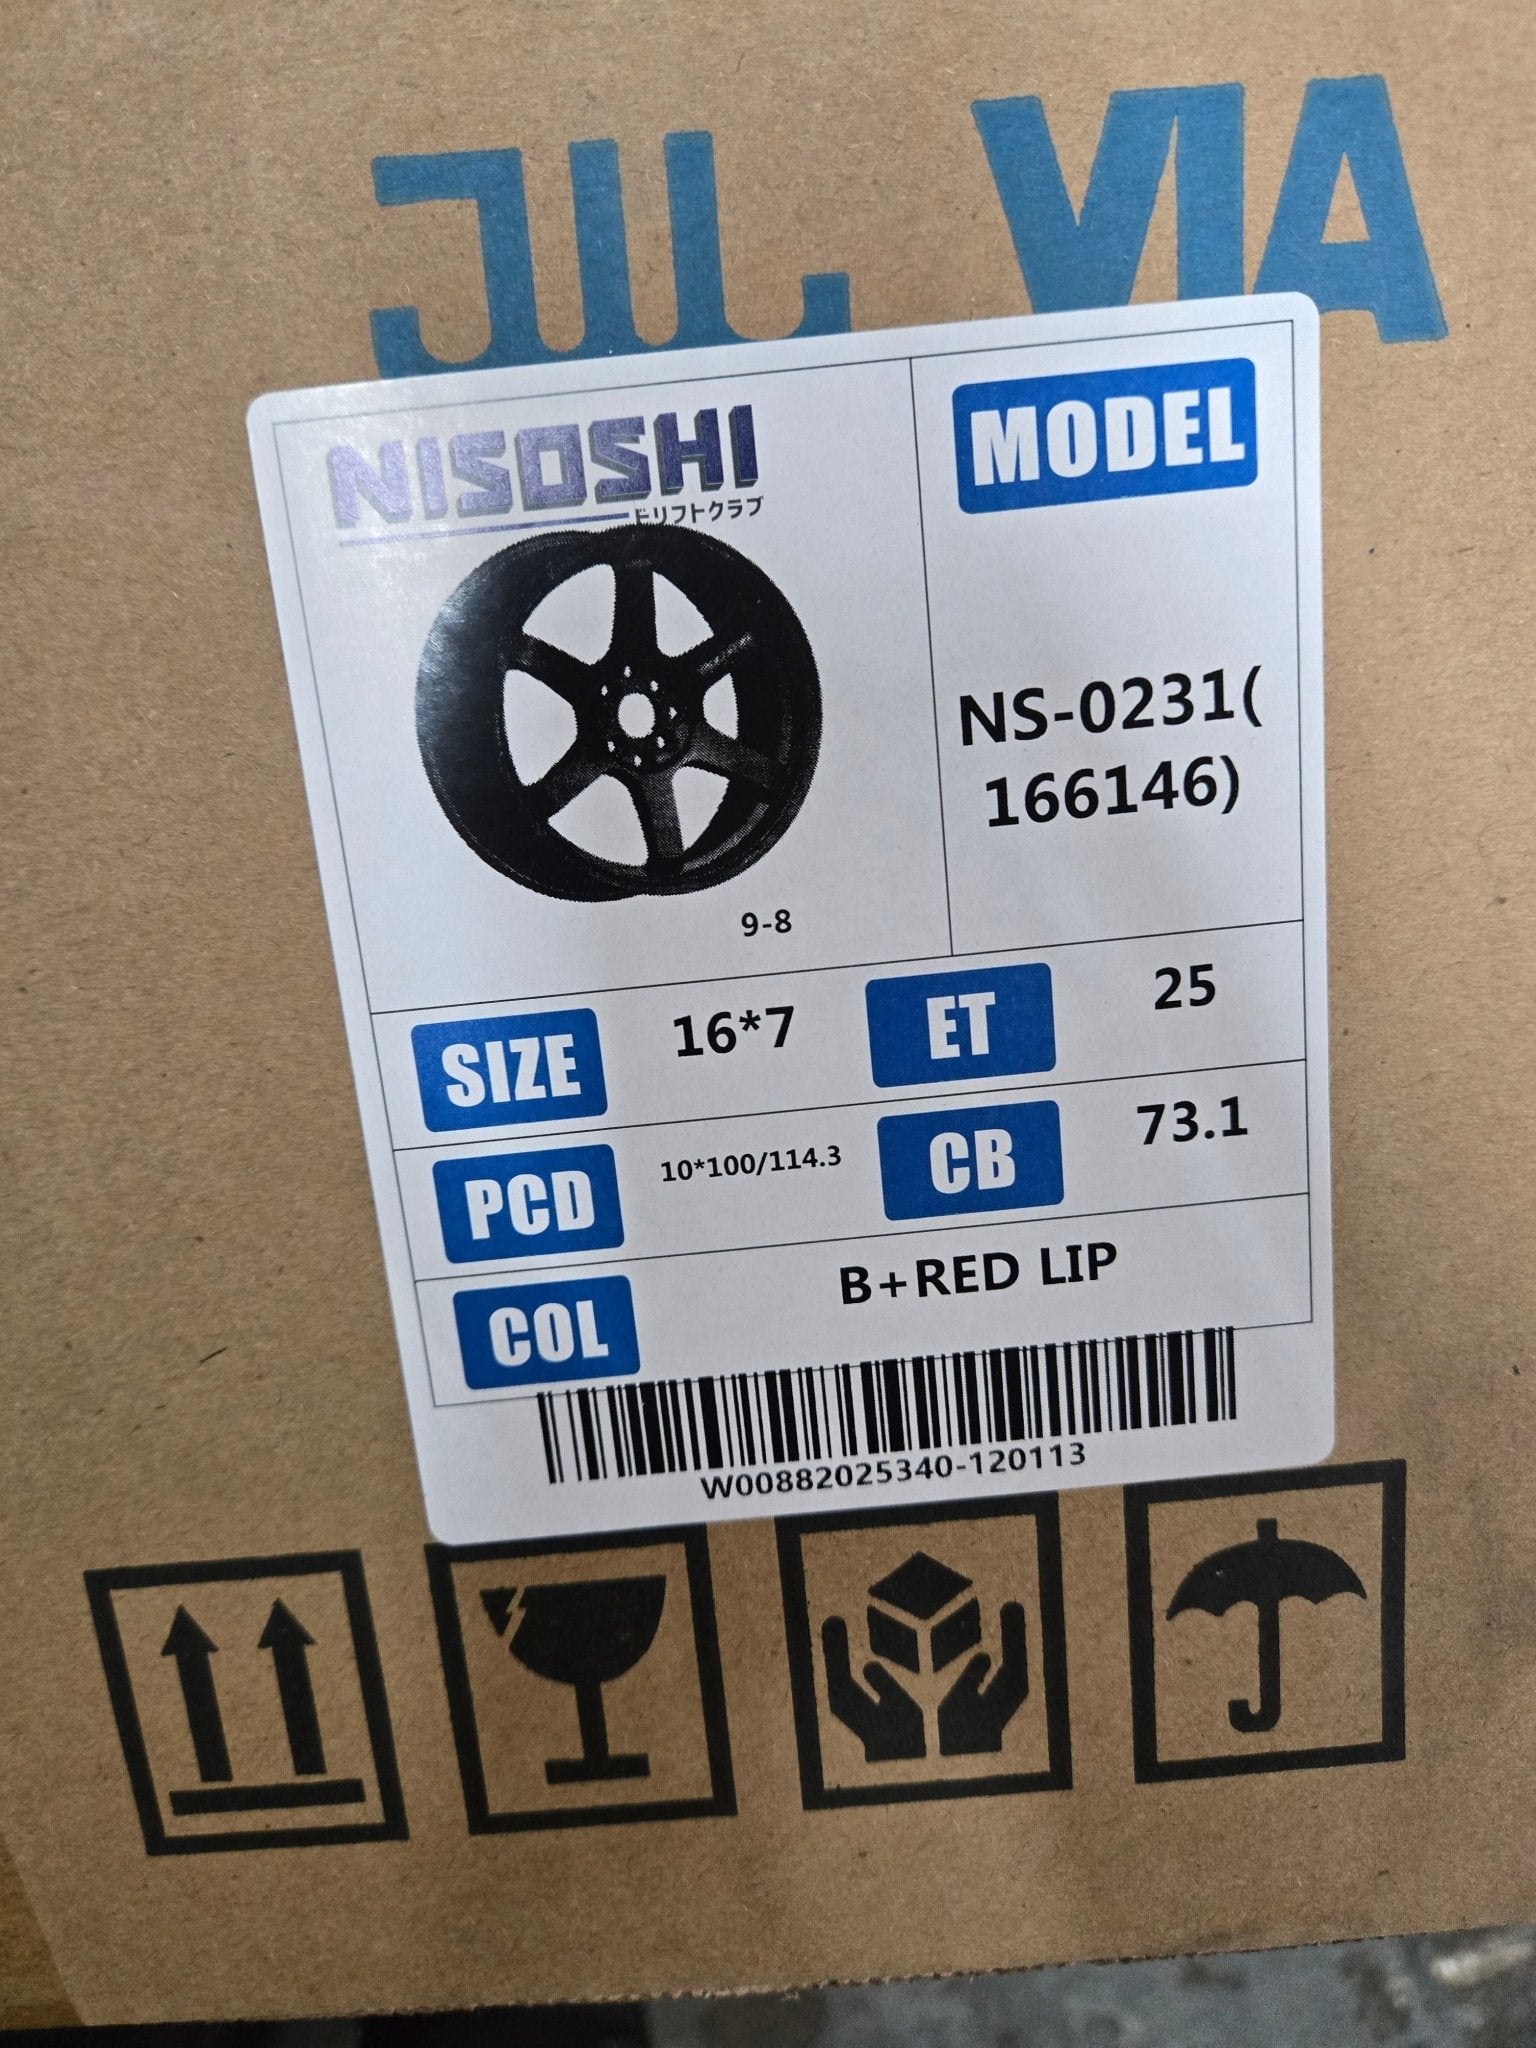 JWL VIA
NISOSHI
ドリフトクラブ
MODEL
NS-0231(
166146)
9-8
SIZE 16*7 ET 25
PCD 10*100/114.3 CB 73.1
COL B+RED LIP
W00882025340-120113